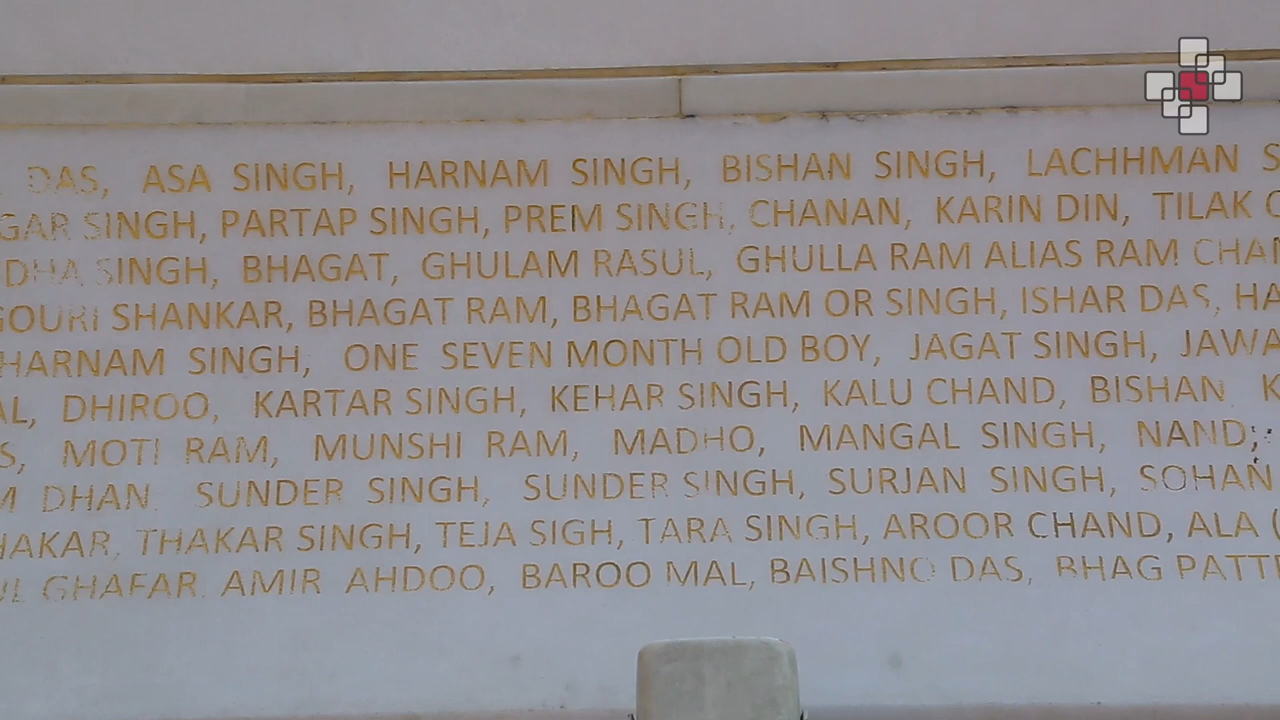 DAS, ASA SINGH, HARNAM SINGH, BISHAN SINGH, LACHHMAN
SINGH, PARTAP SINGH, PREM SINGH, CHANAN, KARIN DIN, TILAK
SINGH, BHAGAT, GHULAM RASUL, GHULLA RAM ALIAS RAM
GOURI SHANKAR, BHAGAT RAM, BHAGAT RAM OR SINGH, ISHAR DAS,
HARNAM SINGH, ONE SEVEN MONTH OLD BOY, JAGAT SINGH,
DHIROO, KARTAR SINGH, KEHAR SINGH, KALU CHAND, BISHAN
MOTI RAM, MUNSHI RAM, MADHO, MANGAL SINGH, NAND,
DHAN SUNDER SINGH, SUNDER SINGH, SURJAN SINGH, SOHAN
THAKAR SINGH, TEJA SIGH, TARA SINGH, AROOR CHAND, ALA
GHAFAR. AMIR AHDOO, BAROO MAL, BAISHNO DAS, BHAG